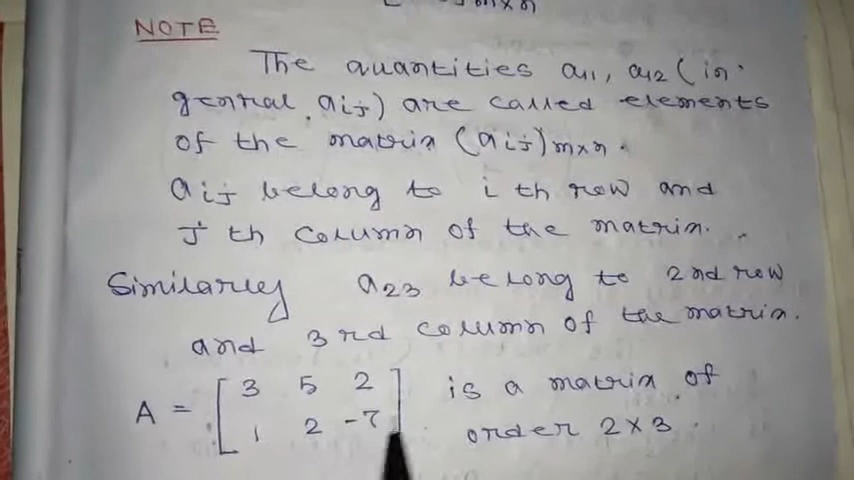 NOTE
The quantities a11, a12 (in
genral aij) are called elements
of the matrix (aij)m×n.
aij belong to i th row and
j th column of the matrix.
Similarly a23 belong to 2nd row
and 3rd column of the matrix.
A = [ 3 5 2 is a matrix of
1 2 -7 ] order 2×3